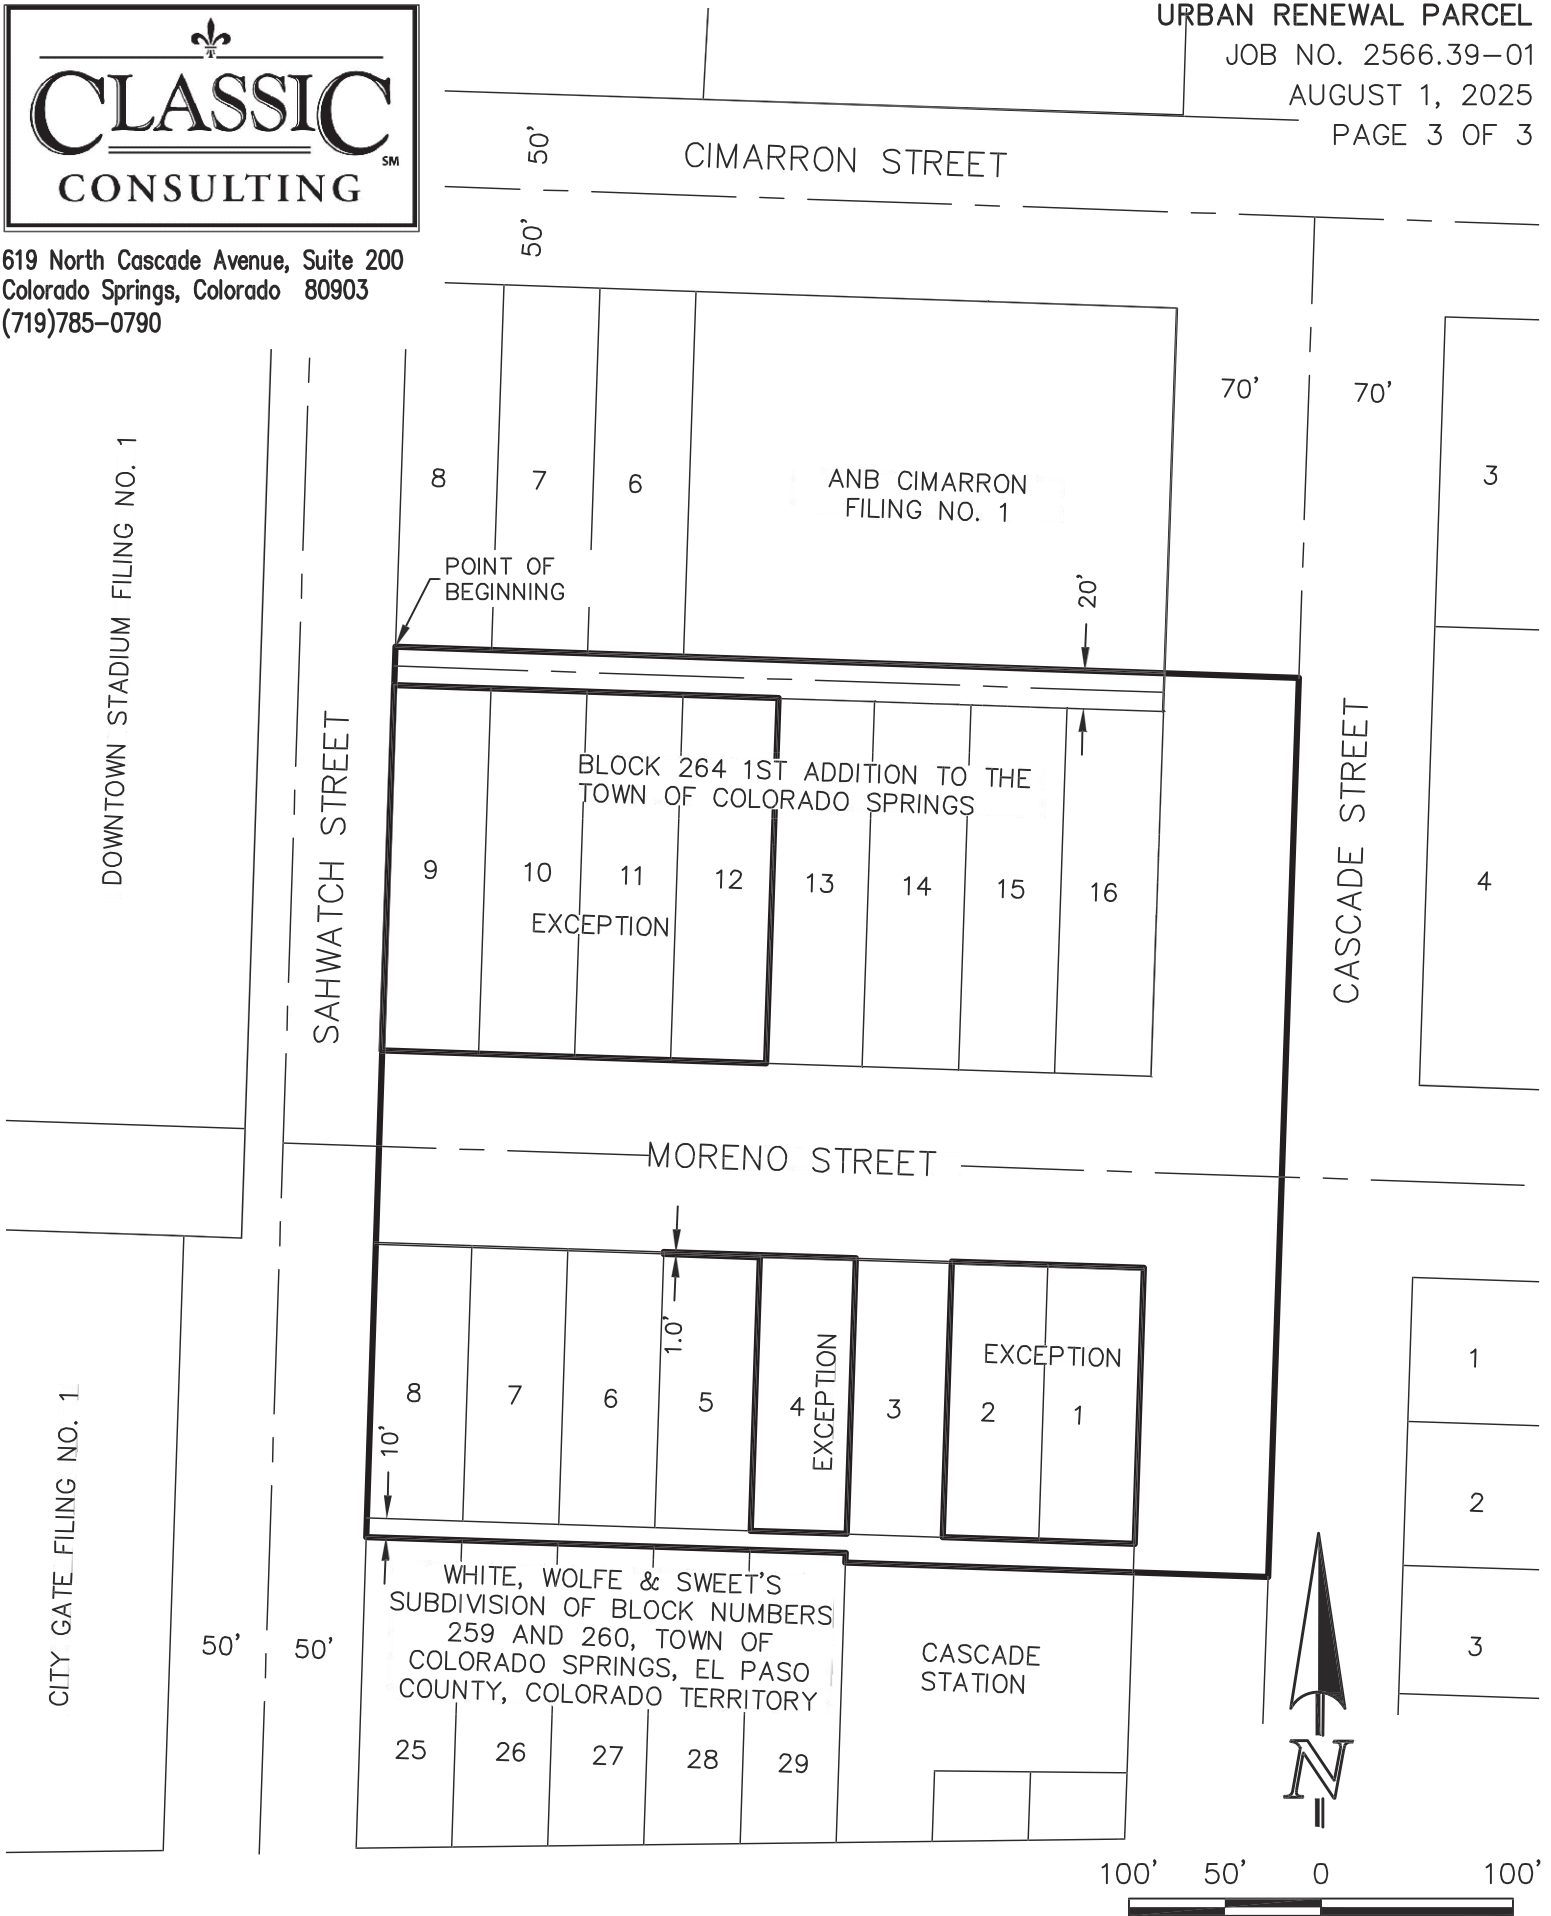 CLASSIC
SM
CONSULTING
619 North Cascade Avenue, Suite 200
Colorado Springs, Colorado 80903
(719)785-0790
URBAN RENEWAL PARCEL
JOB NO. 2566.39-01
AUGUST 1, 2025
PAGE 3 OF 3
50'
CIMARRON STREET
50'
70'
70'
DOWNTOWN STADIUM FILING NO. 1
8
7
6
ANB CIMARRON
FILING NO. 1
3
POINT OF
BEGINNING
20'
SAHWATCH STREET
BLOCK 264 1ST ADDITION TO THE
TOWN OF COLORADO SPRINGS
CASCADE STREET
9
10
11
12
13
14
15
16
4
EXCEPTION
MORENO STREET
1.0'
EXCEPTION
EXCEPTION
1
8
7
6
5
4
3
2
1
10'
2
CITY GATE FILING NO. 1
WHITE, WOLFE & SWEET'S
SUBDIVISION OF BLOCK NUMBERS
259 AND 260, TOWN OF
COLORADO SPRINGS, EL PASO
COUNTY, COLORADO TERRITORY
50'
50'
CASCADE
STATION
3
25
26
27
28
29
N
100'
50'
0
100'